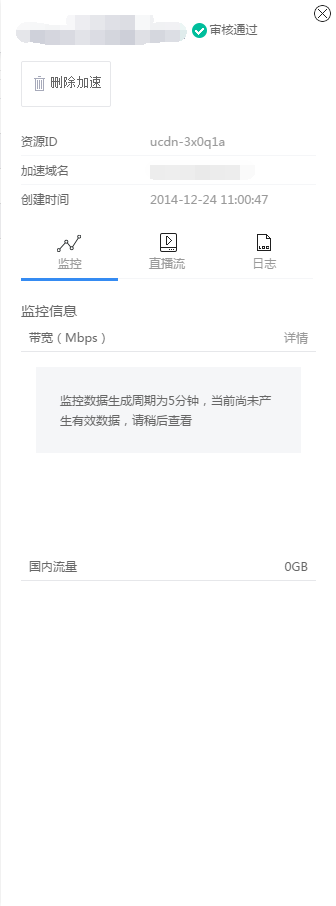 审核通过
删除加速
资源ID ucdn-3x0q1a
加速域名
创建时间 2014-12-24 11:00:47
监控 直播流 日志
监控信息
带宽（Mbps） 详情
监控数据生成周期为5分钟，当前尚未产
生有效数据，请稍后查看
国内流量 0GB